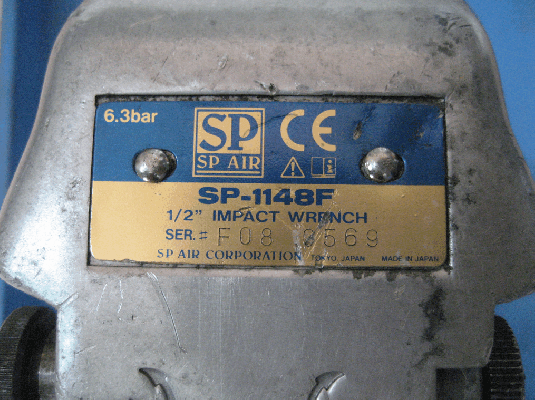 6.3bar
SP
SP AIR
CE
SP-1148F
1/2" IMPACT WRENCH
SER.# F08 3569
SP AIR CORPORATION TOKYO, JAPAN MADE IN JAPAN